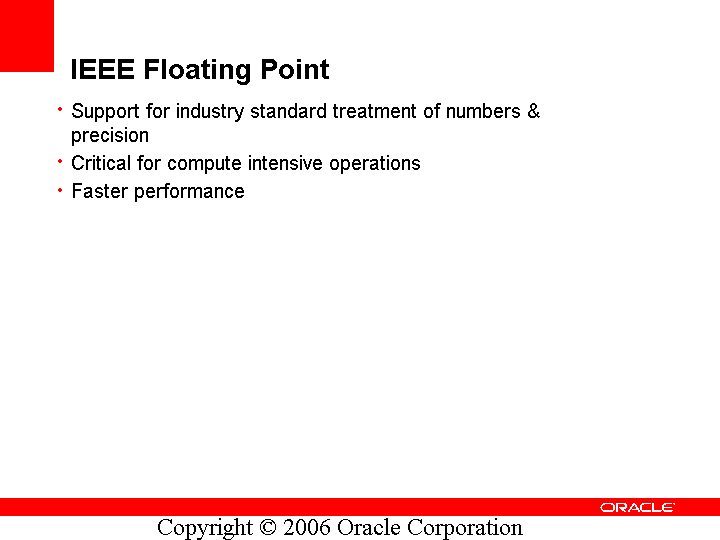 IEEE Floating Point
• Support for industry standard treatment of numbers &
precision
• Critical for compute intensive operations
• Faster performance
ORACLE
Copyright © 2006 Oracle Corporation